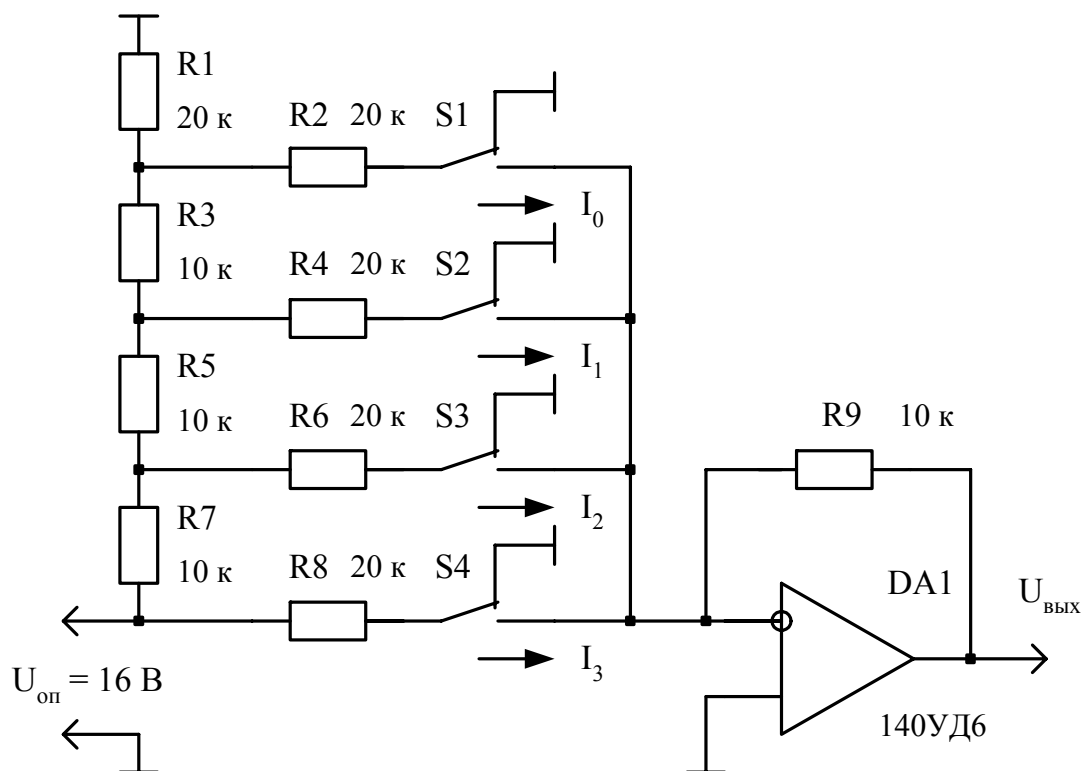 R1
20 к
R2 20 к S1
I₀
R3
10 к
R4 20 к S2
I₁
R5
10 к
R6 20 к S3
I₂
R7
10 к
R8 20 к S4
I₃
R9 10 к
DA1
Uвых
Uоп = 16 В
140УД6